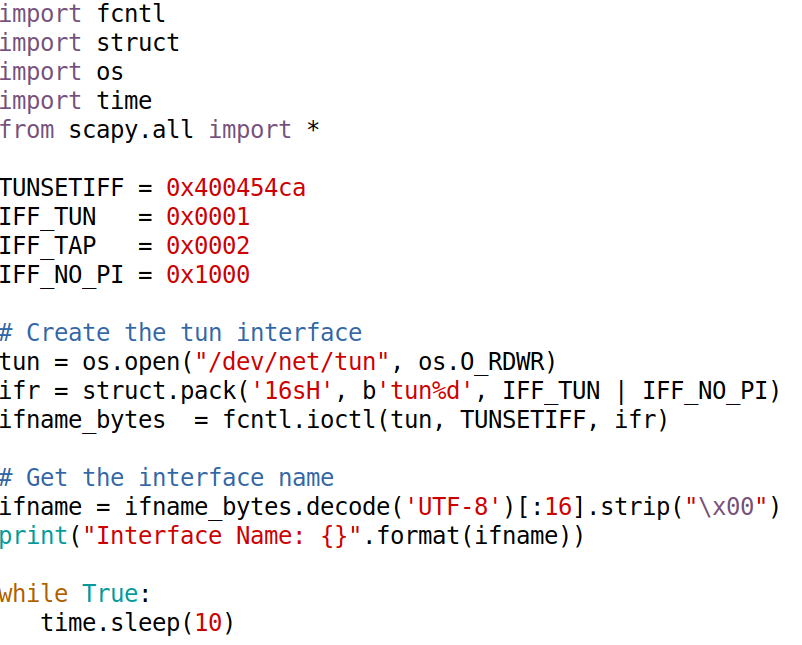 import fcntl
import struct
import os
import time
from scapy.all import *

TUNSETIFF = 0x400454ca
IFF_TUN   = 0x0001
IFF_TAP   = 0x0002
IFF_NO_PI = 0x1000

# Create the tun interface
tun = os.open("/dev/net/tun", os.O_RDWR)
ifr = struct.pack('16sH', b'tun%d', IFF_TUN | IFF_NO_PI)
ifname_bytes  = fcntl.ioctl(tun, TUNSETIFF, ifr)

# Get the interface name
ifname = ifname_bytes.decode('UTF-8')[:16].strip("\x00")
print("Interface Name: {}".format(ifname))

while True:
   time.sleep(10)